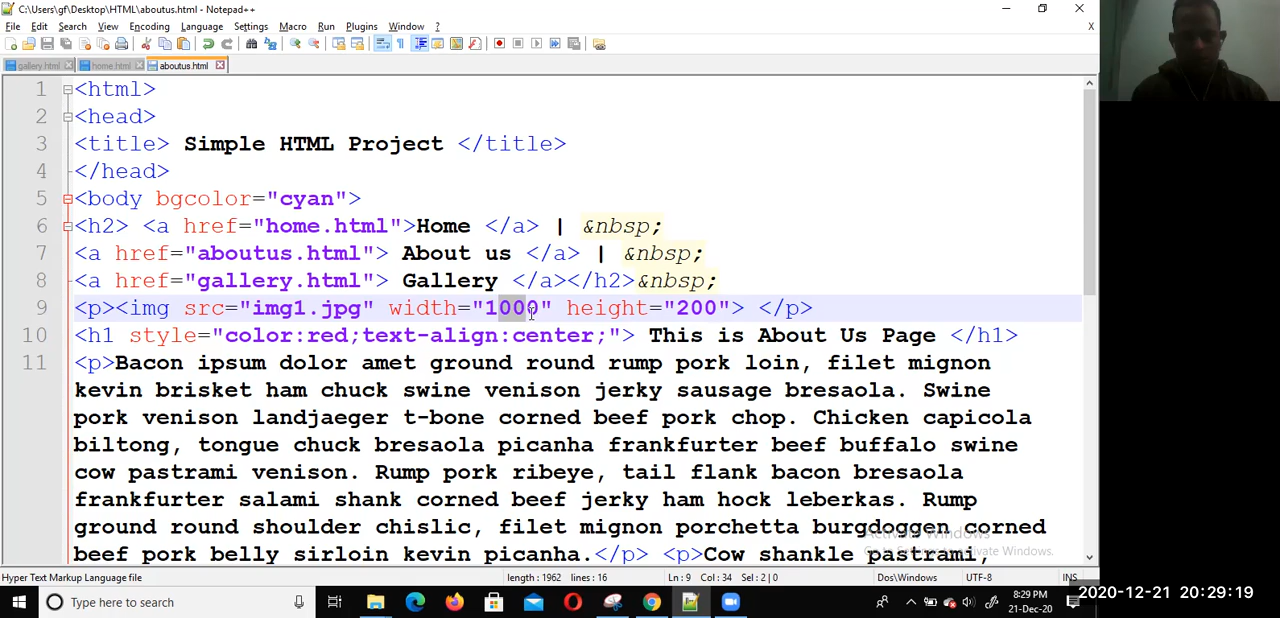 C:\Users\gf\Desktop\HTML\aboutus.html - Notepad++
File Edit Search View Encoding Language Settings Macro Run Plugins Window ? X
gallery.html home.html aboutus.html
1 <html>
2 <head>
3 <title> Simple HTML Project </title>
4 </head>
5 <body bgcolor="cyan">
6 <h2> <a href="home.html">Home </a> | &nbsp;
7 <a href="aboutus.html"> About us </a> | &nbsp;
8 <a href="gallery.html"> Gallery </a></h2>&nbsp;
9 <p><img src="img1.jpg" width="1000" height="200"> </p>
10 <h1 style="color:red;text-align:center;"> This is About Us Page </h1>
11 <p>Bacon ipsum dolor amet ground round rump pork loin, filet mignon
kevin brisket ham chuck swine venison jerky sausage bresaola. Swine
pork venison landjaeger t-bone corned beef pork chop. Chicken capicola
biltong, tongue chuck bresaola picanha frankfurter beef buffalo swine
cow pastrami venison. Rump pork ribeye, tail flank bacon bresaola
frankfurter salami shank corned beef jerky ham hock leberkas. Rump
ground round shoulder chislic, filet mignon porchetta burgdoggen corned
beef pork belly sirloin kevin picanha.</p> <p>Cow shankle pastrami,
Activate Windows
Go to Settings to activate Windows.
Hyper Text Markup Language file length : 1962 lines : 16 Ln : 9 Col : 34 Sel : 2 | 0 Dos\Windows UTF-8 INS
Type here to search
8:29 PM
21-Dec-20
2020-12-21 20:29:19